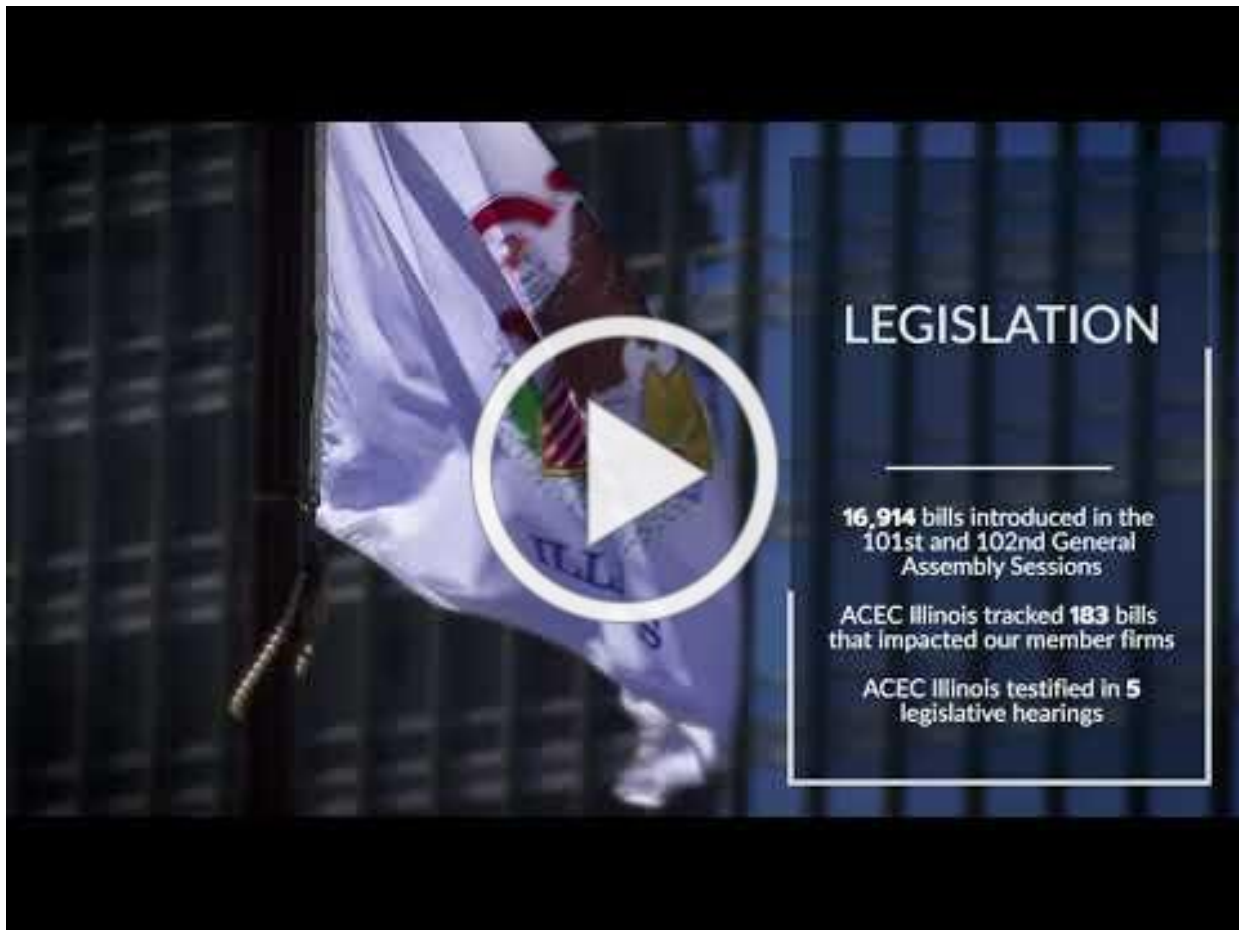 LEGISLATION
16,914 bills introduced in the
101st and 102nd General
Assembly Sessions
ACEC Illinois tracked 183 bills
that impacted our member firms
ACEC Illinois testified in 5
legislative hearings